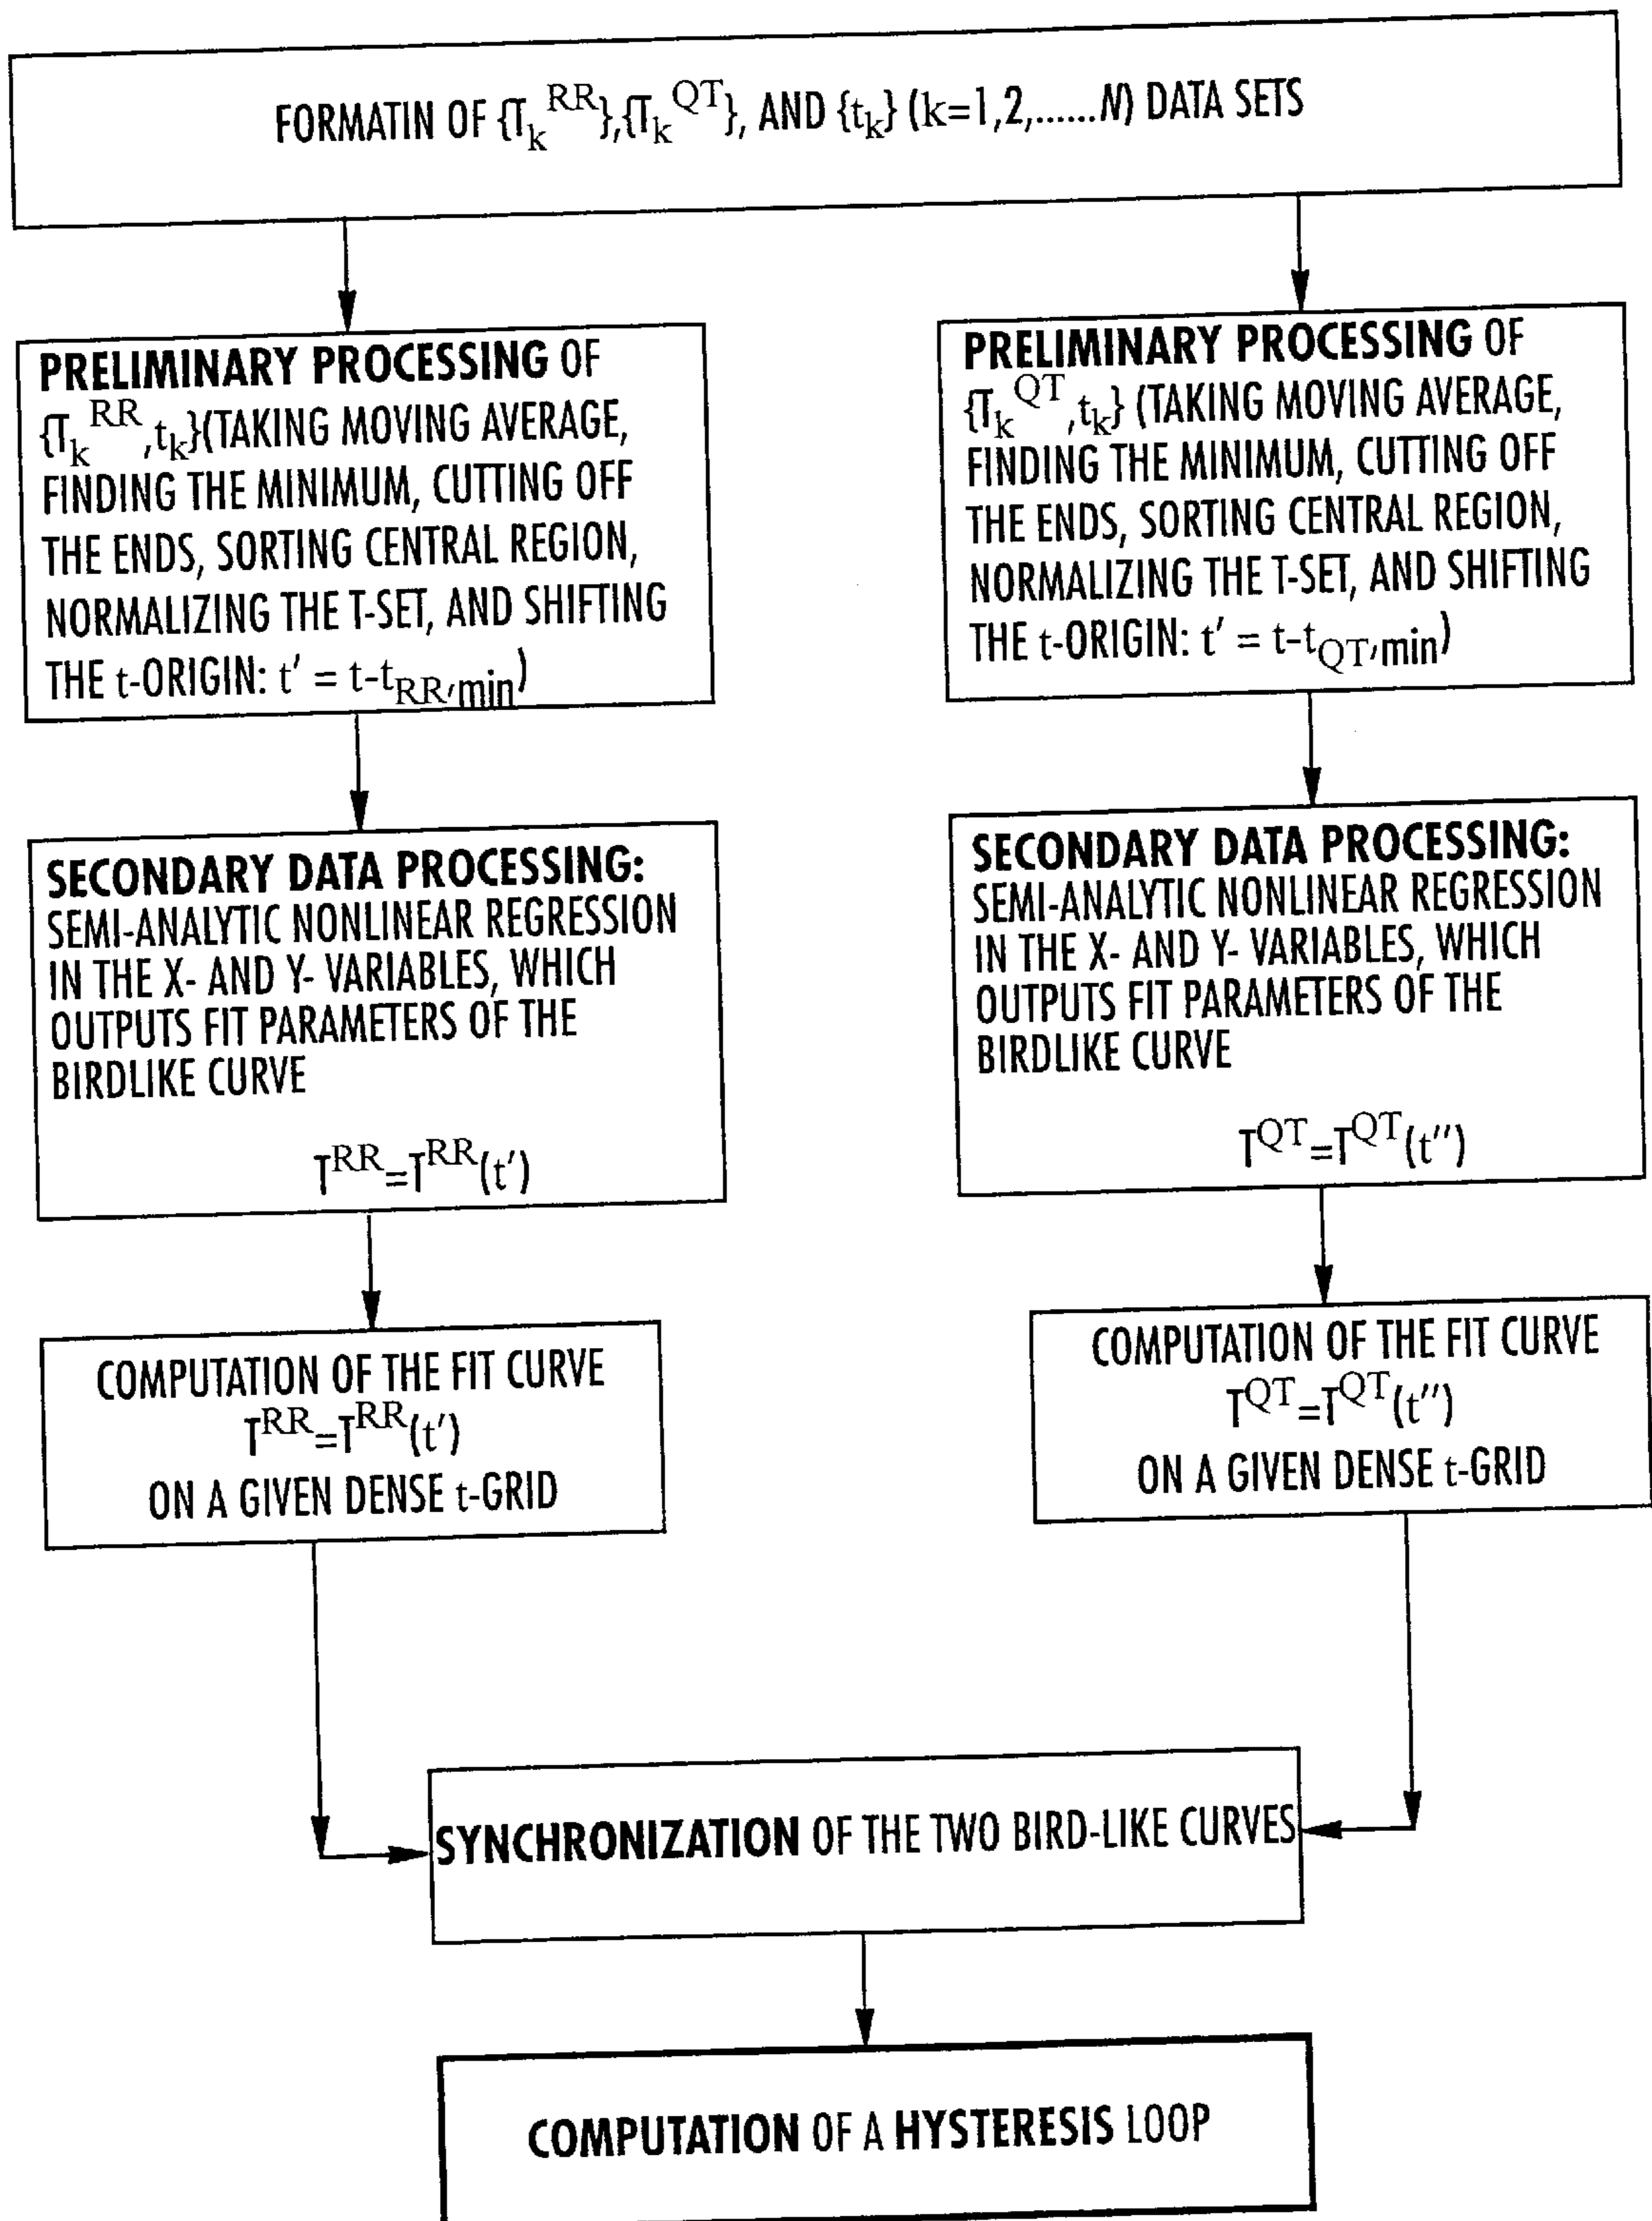 FORMATIN OF {T_k^RR},{T_k^QT}, AND {t_k} (k=1,2,......N) DATA SETS
PRELIMINARY PROCESSING OF
{T_k^RR,t_k}(TAKING MOVING AVERAGE,
FINDING THE MINIMUM, CUTTING OFF
THE ENDS, SORTING CENTRAL REGION,
NORMALIZING THE T-SET, AND SHIFTING
THE t-ORIGIN: t' = t-t_RR,min)
PRELIMINARY PROCESSING OF
{T_k^QT,t_k} (TAKING MOVING AVERAGE,
FINDING THE MINIMUM, CUTTING OFF
THE ENDS, SORTING CENTRAL REGION,
NORMALIZING THE T-SET, AND SHIFTING
THE t-ORIGIN: t' = t-t_QT,min)
SECONDARY DATA PROCESSING:
SEMI-ANALYTIC NONLINEAR REGRESSION
IN THE X- AND Y- VARIABLES, WHICH
OUTPUTS FIT PARAMETERS OF THE
BIRDLIKE CURVE
T^RR=T^RR(t')
SECONDARY DATA PROCESSING:
SEMI-ANALYTIC NONLINEAR REGRESSION
IN THE X- AND Y- VARIABLES, WHICH
OUTPUTS FIT PARAMETERS OF THE
BIRDLIKE CURVE
T^QT=T^QT(t'')
COMPUTATION OF THE FIT CURVE
T^RR=T^RR(t')
ON A GIVEN DENSE t-GRID
COMPUTATION OF THE FIT CURVE
T^QT=T^QT(t'')
ON A GIVEN DENSE t-GRID
SYNCHRONIZATION OF THE TWO BIRD-LIKE CURVES
COMPUTATION OF A HYSTERESIS LOOP